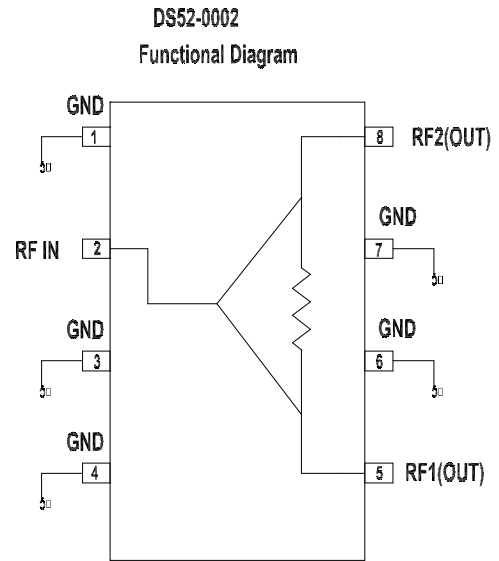 DS52-0002
Functional Diagram
GND
1
8 RF2(OUT)
GND
RF IN 2
7
GND
GND
3
6
GND
4
5 RF1(OUT)